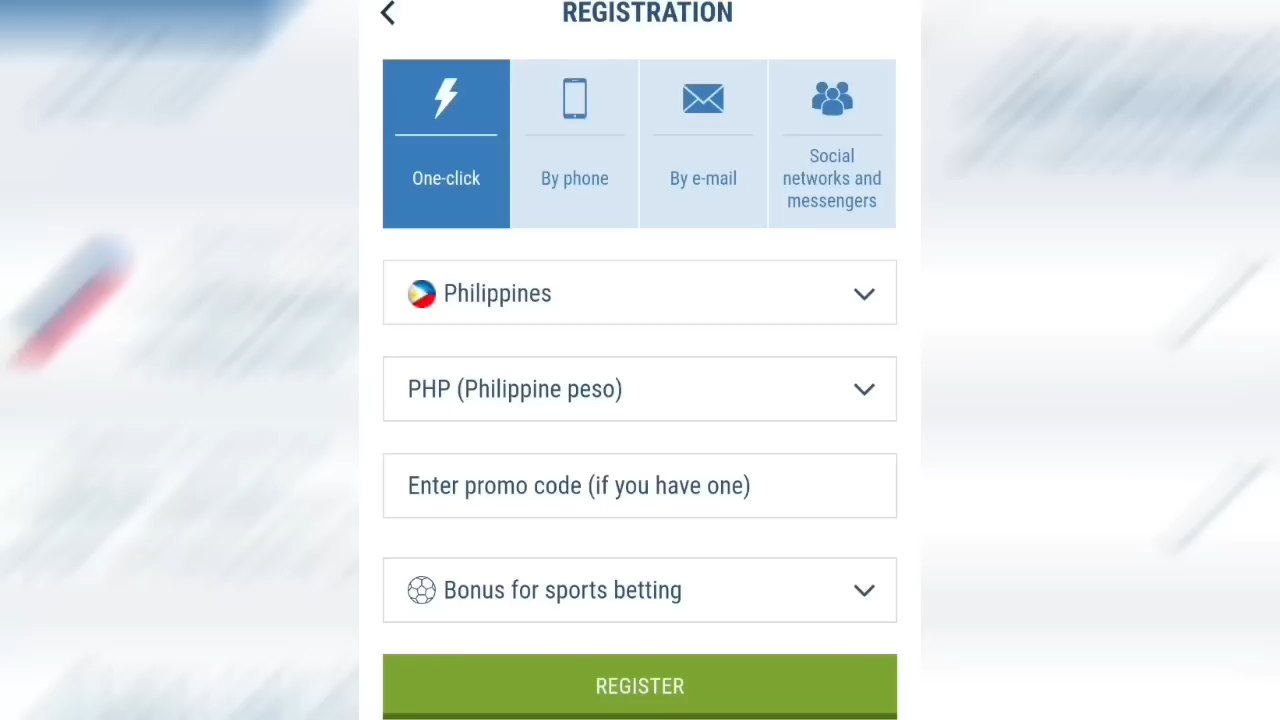 REGISTRATION
One-click
By phone
By e-mail
Social
networks and
messengers
Philippines
PHP (Philippine peso)
Enter promo code (if you have one)
Bonus for sports betting
REGISTER